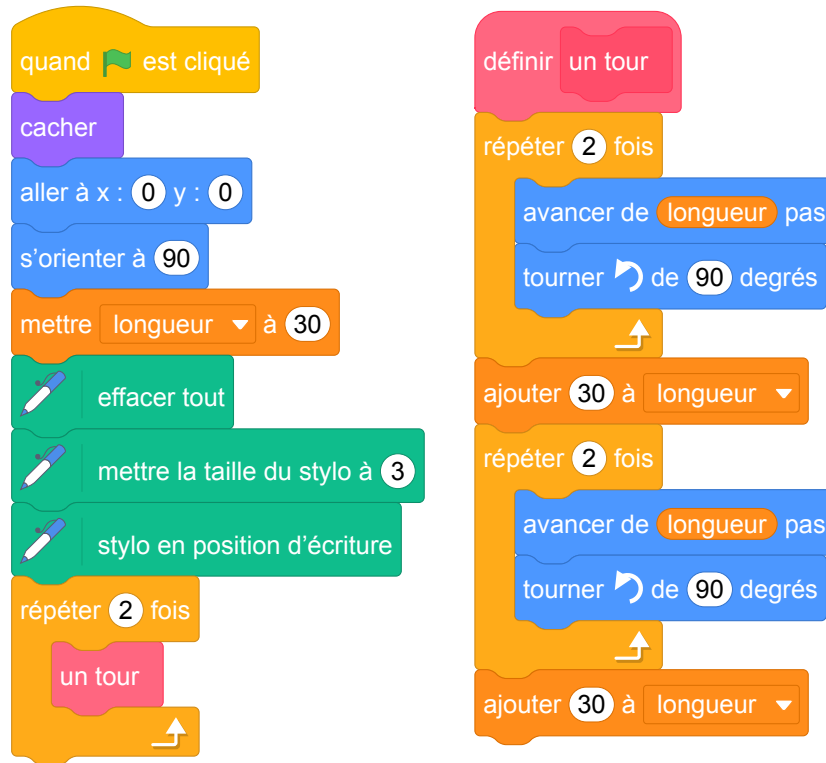 quand est cliqué
cacher
aller à x : 0 y : 0
s’orienter à 90
mettre longueur à 30
effacer tout
mettre la taille du stylo à 3
stylo en position d’écriture
répéter 2 fois
un tour
définir un tour
répéter 2 fois
avancer de longueur pas
tourner de 90 degrés
ajouter 30 à longueur
répéter 2 fois
avancer de longueur pas
tourner de 90 degrés
ajouter 30 à longueur